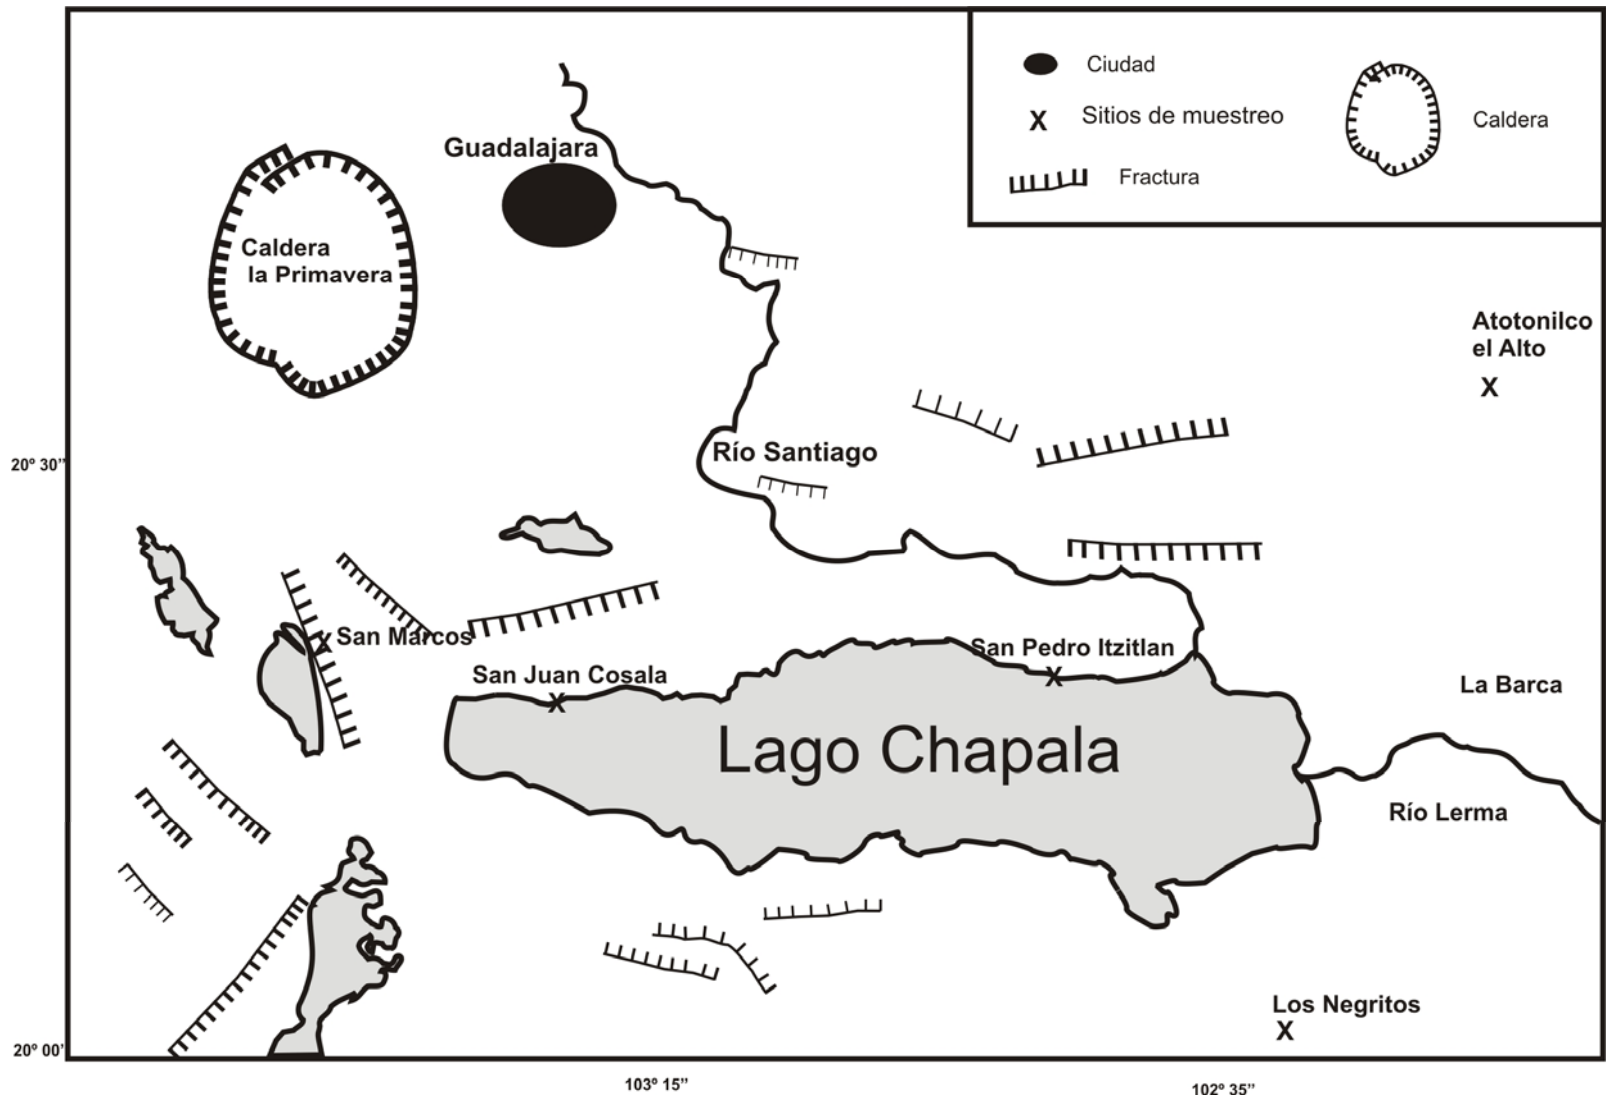 Ciudad
Sitios de muestreo
Fractura
Caldera
Guadalajara
Caldera
la Primavera
Atotonilco
el Alto
X
Río Santiago
20º 30”
San Marcos
X
San Juan Cosala
X
San Pedro Itzitlan
X
La Barca
Lago Chapala
Río Lerma
Los Negritos
X
20º 00’
103º 15”
102º 35”
X